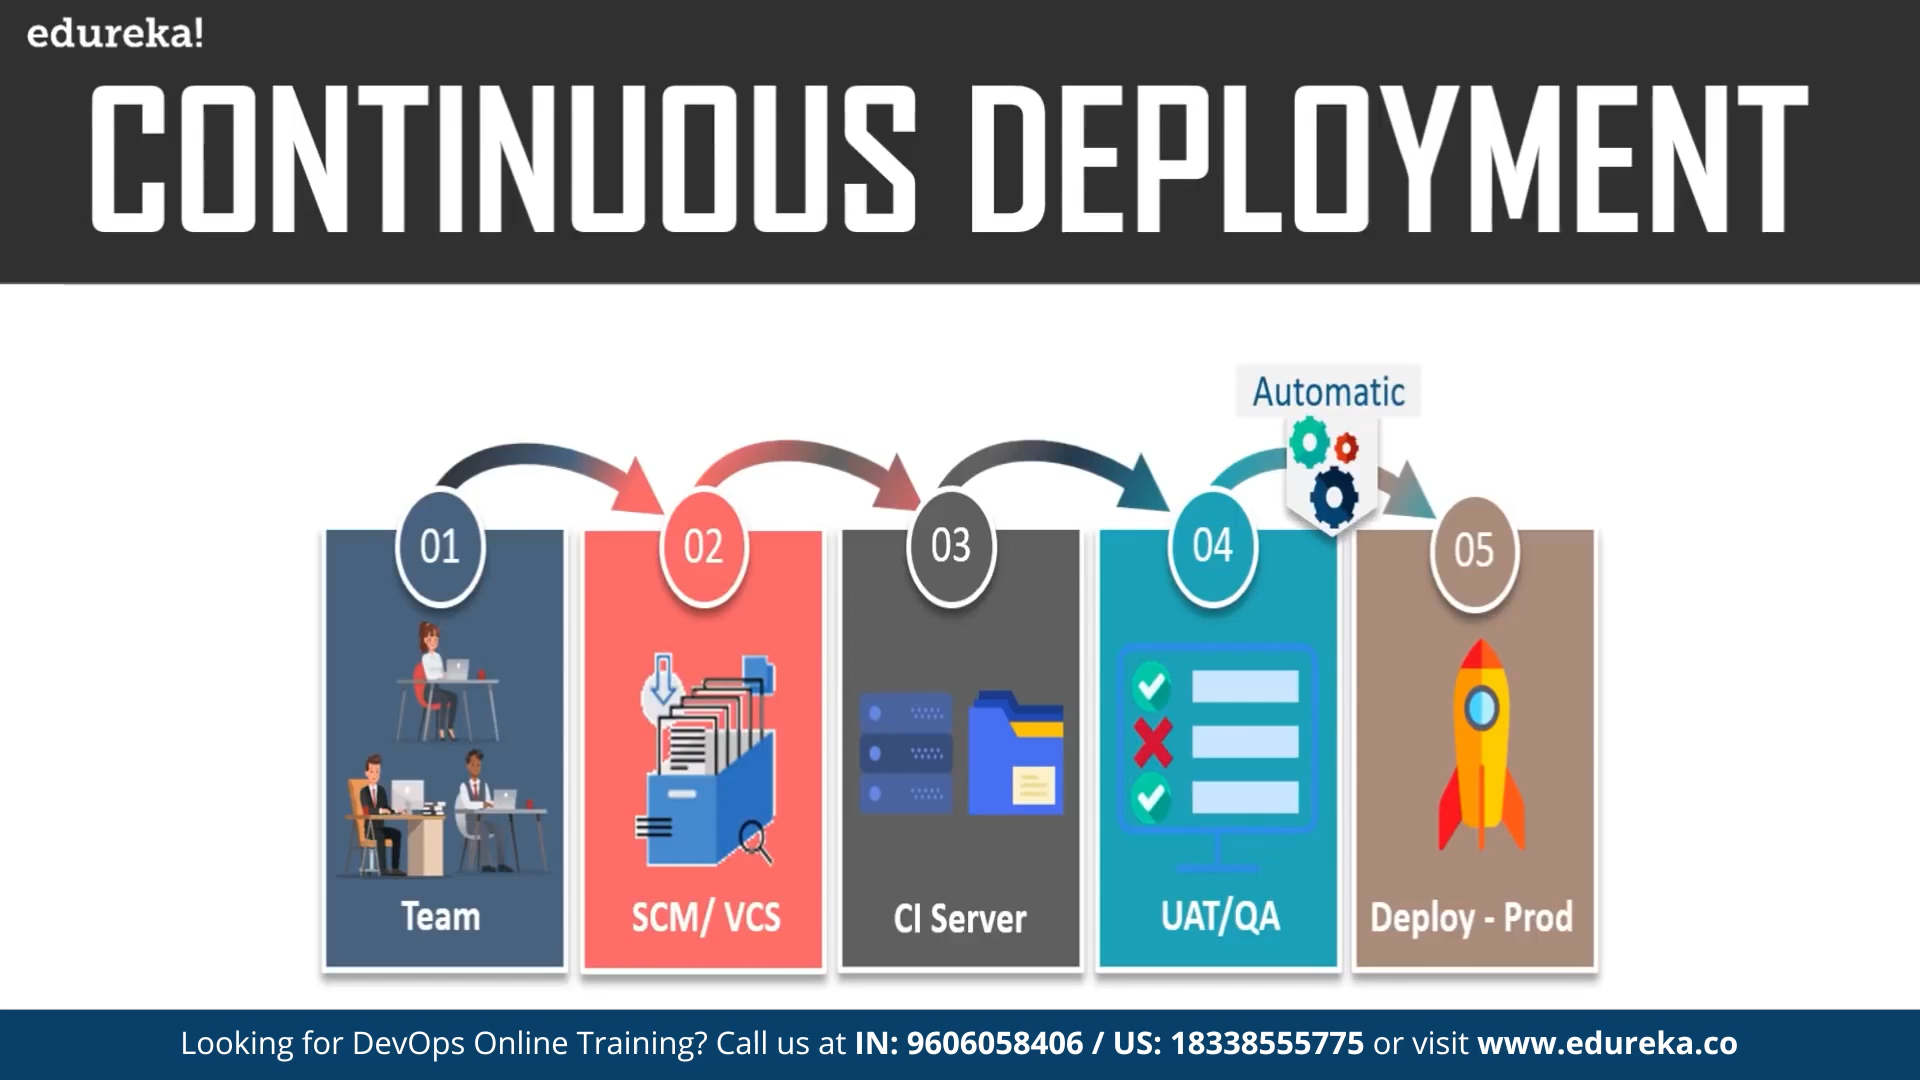 edureka!
CONTINUOUS DEPLOYMENT
Automatic
01
02
03
04
05
Team
SCM/ VCS
CI Server
UAT/QA
Deploy - Prod
Looking for DevOps Online Training? Call us at IN: 9606058406 / US: 18338555775 or visit www.edureka.co